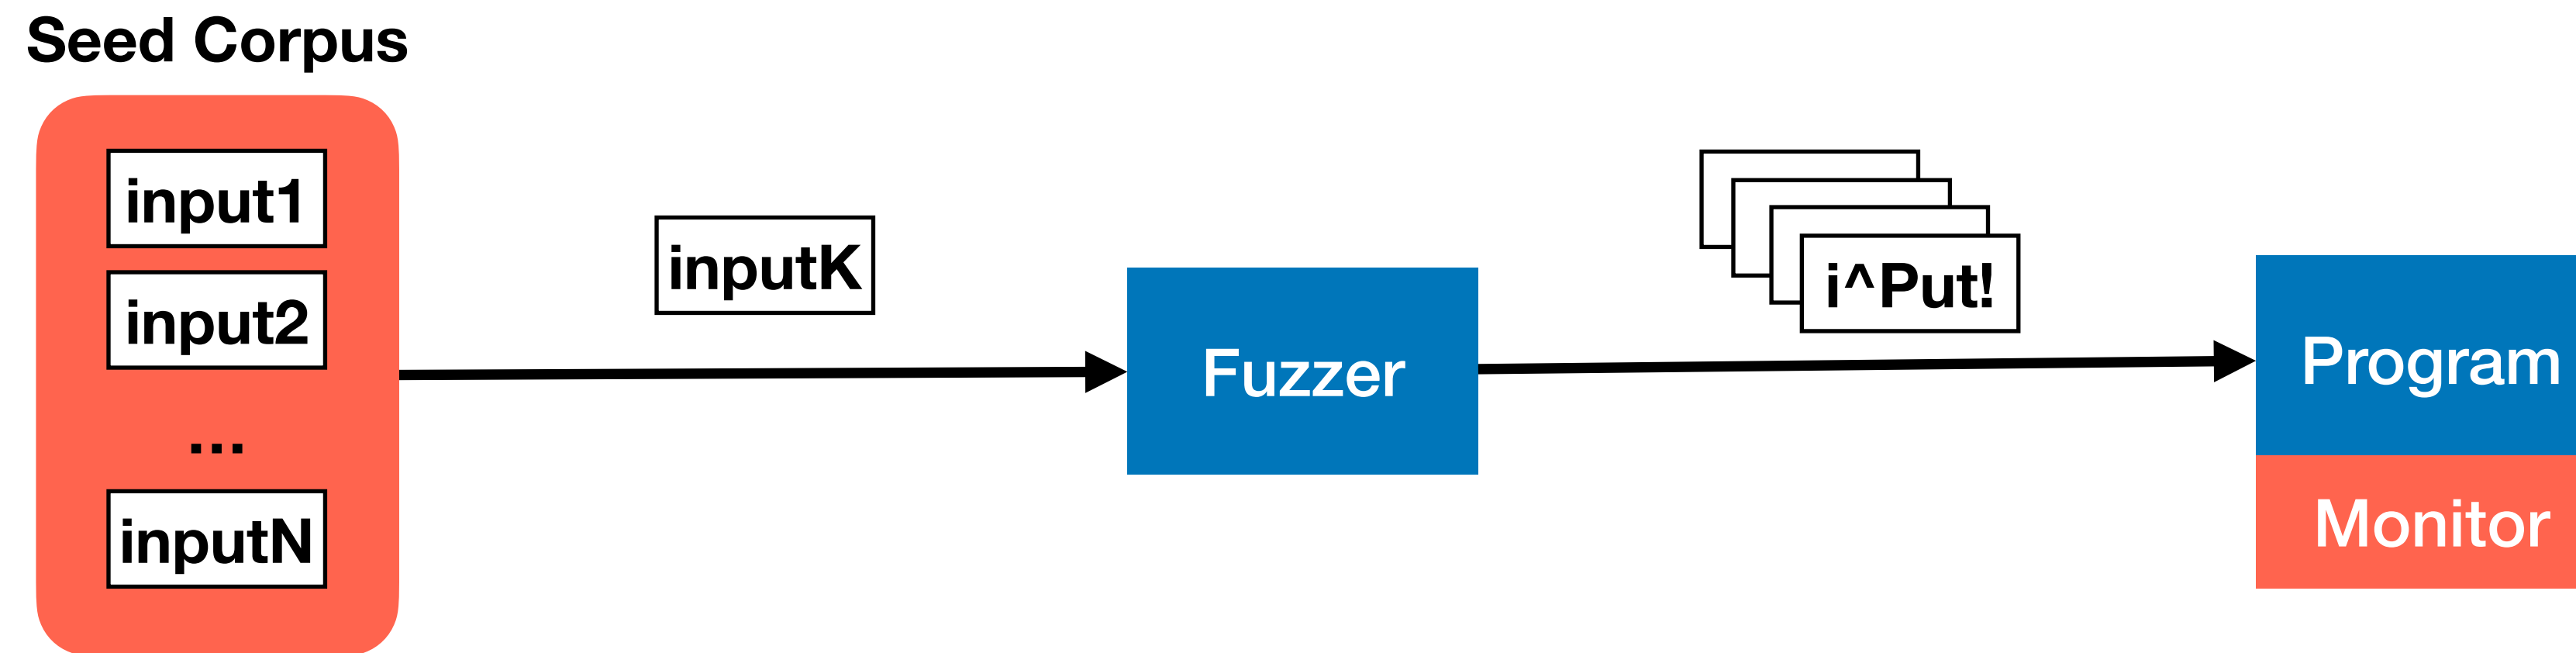 Seed Corpus
input1
input2
...
inputN
inputK
Fuzzer
i^Put!
Program
Monitor